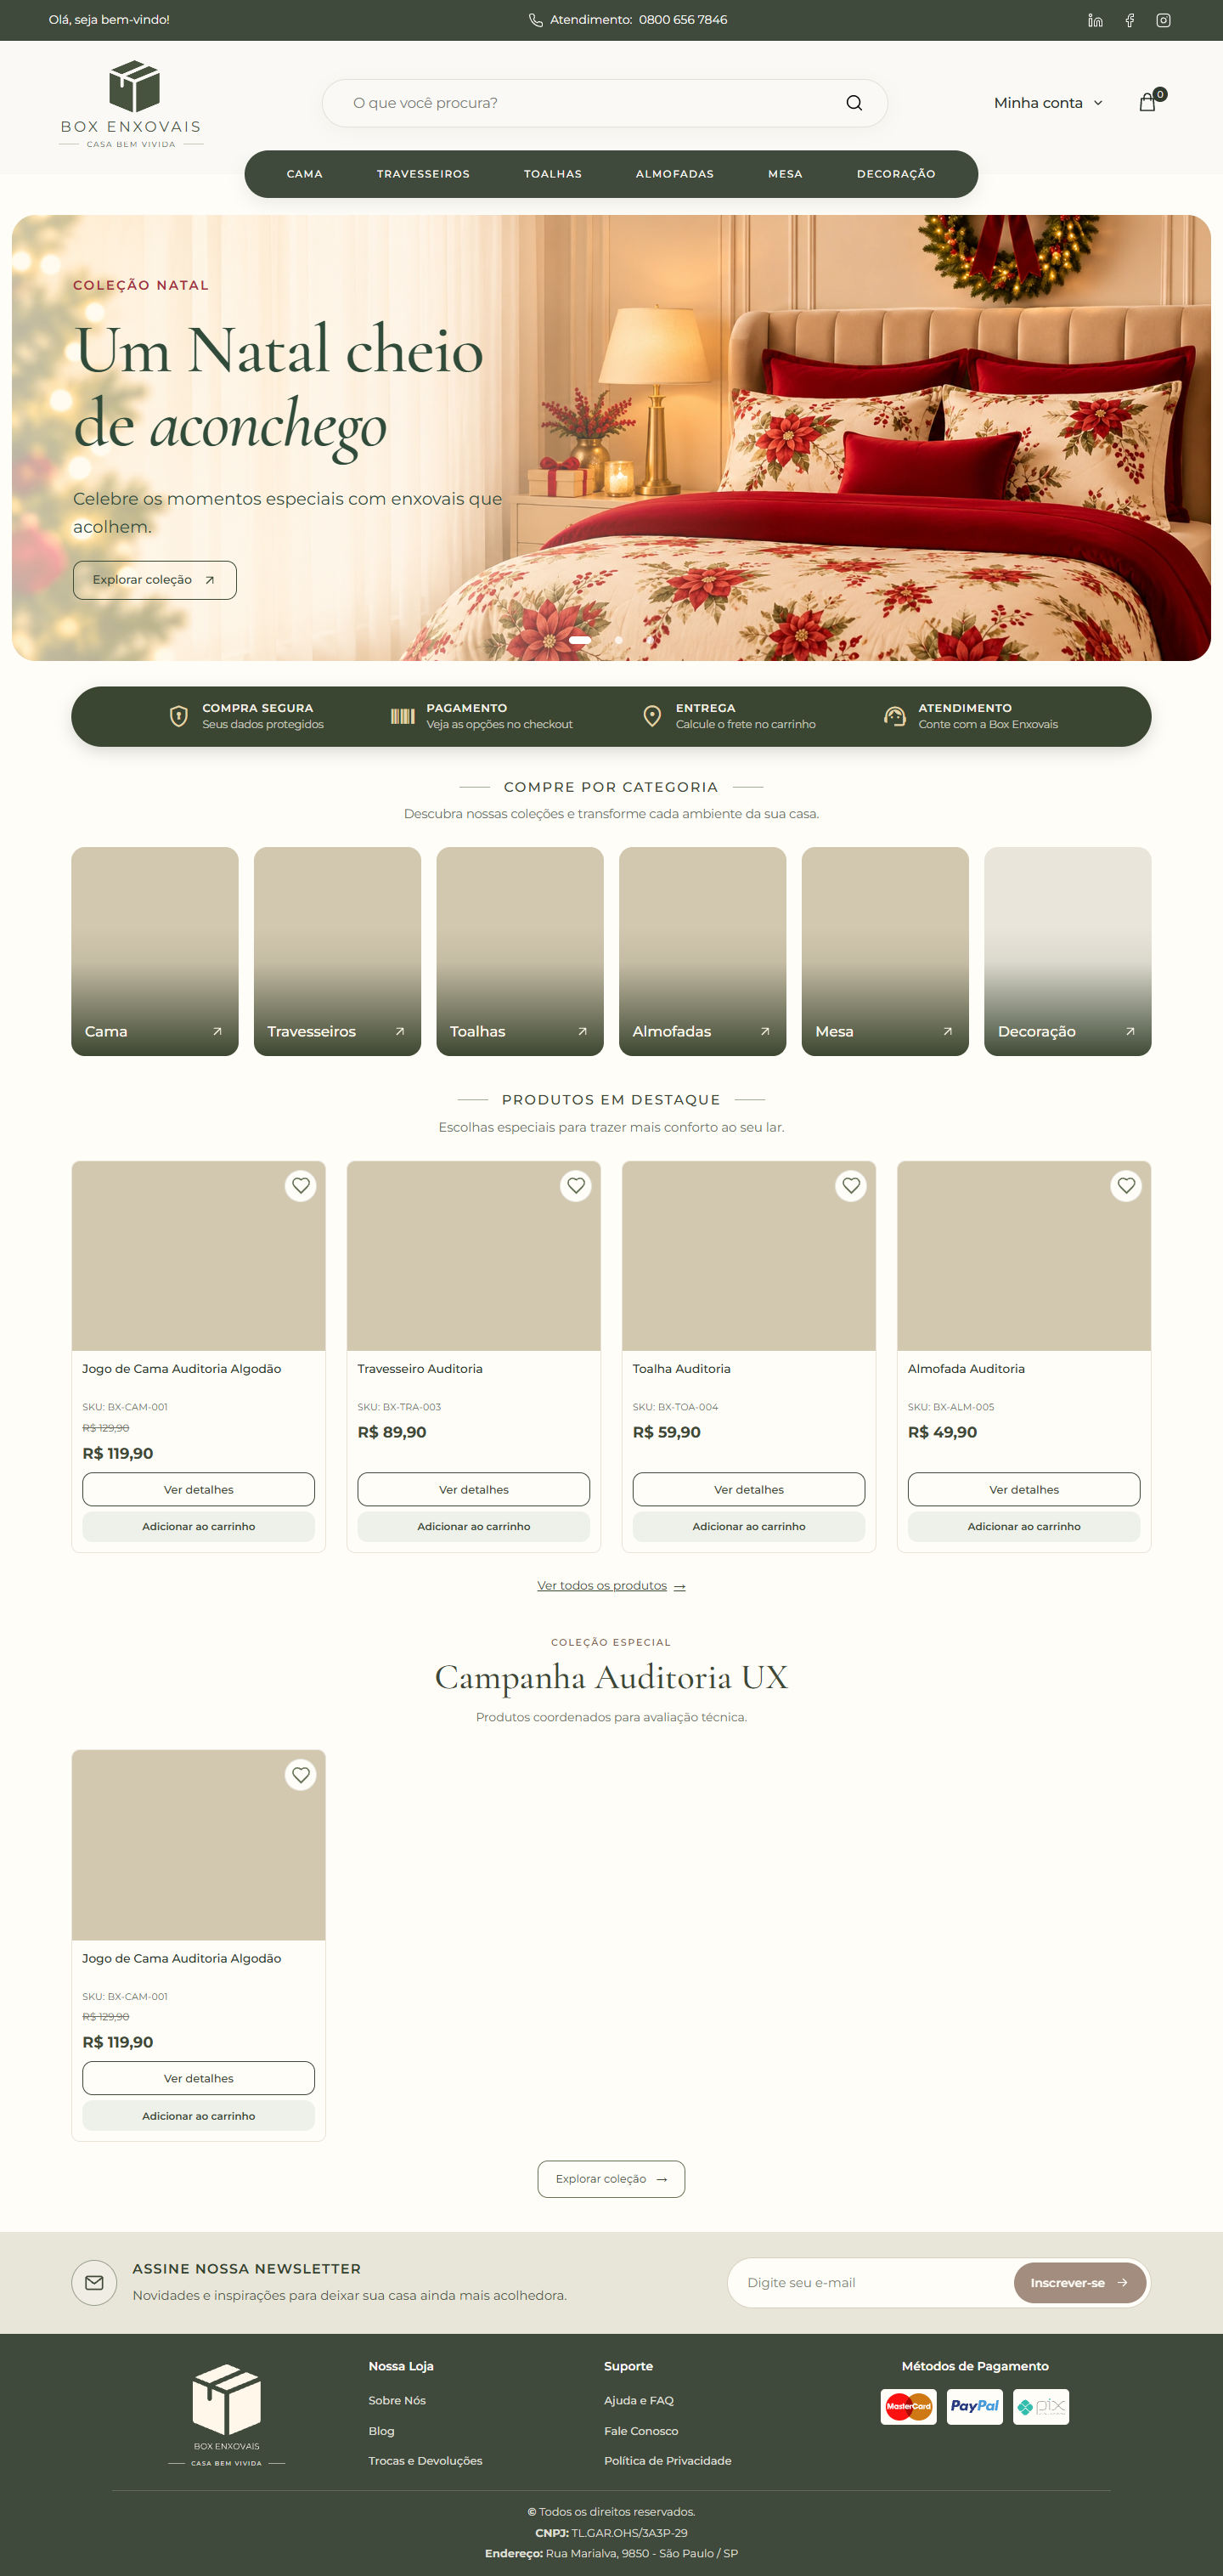 Olá, seja bem-vindo!
Atendimento: 0800 656 7846
BOX ENXOVAIS
CASA BEM VIVIDA
O que você procura?
Minha conta
0
CAMA TRAVESSEIROS TOALHAS ALMOFADAS MESA DECORAÇÃO
COLEÇÃO NATAL
Um Natal cheio
de aconchego
Celebre os momentos especiais com enxovais que
acolhem.
Explorar coleção
COMPRA SEGURA
Seus dados protegidos
PAGAMENTO
Veja as opções no checkout
ENTREGA
Calcule o frete no carrinho
ATENDIMENTO
Conte com a Box Enxovais
COMPRE POR CATEGORIA
Descubra nossas coleções e transforme cada ambiente da sua casa.
Cama
Travesseiros
Toalhas
Almofadas
Mesa
Decoração
PRODUTOS EM DESTAQUE
Escolhas especiais para trazer mais conforto ao seu lar.
Jogo de Cama Auditoria Algodão
SKU: BX-CAM-001
R$ 129,90
R$ 119,90
Ver detalhes
Adicionar ao carrinho
Travesseiro Auditoria
SKU: BX-TRA-003
R$ 89,90
Ver detalhes
Adicionar ao carrinho
Toalha Auditoria
SKU: BX-TOA-004
R$ 59,90
Ver detalhes
Adicionar ao carrinho
Almofada Auditoria
SKU: BX-ALM-005
R$ 49,90
Ver detalhes
Adicionar ao carrinho
Ver todos os produtos →
COLEÇÃO ESPECIAL
Campanha Auditoria UX
Produtos coordenados para avaliação técnica.
Jogo de Cama Auditoria Algodão
SKU: BX-CAM-001
R$ 129,90
R$ 119,90
Ver detalhes
Adicionar ao carrinho
Explorar coleção →
ASSINE NOSSA NEWSLETTER
Novidades e inspirações para deixar sua casa ainda mais acolhedora.
Digite seu e-mail
Inscrever-se →
BOX ENXOVAIS
CASA BEM VIVIDA
Nossa Loja
Sobre Nós
Blog
Trocas e Devoluções
Suporte
Ajuda e FAQ
Fale Conosco
Política de Privacidade
Métodos de Pagamento
MasterCard
PayPal
pix
© Todos os direitos reservados.
CNPJ: TL.GAR.OHS/3A3P-29
Endereço: Rua Marialva, 9850 - São Paulo / SP